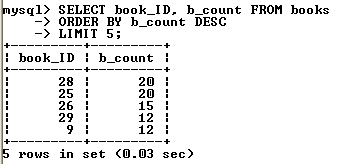 mysql> SELECT book_ID, b_count FROM books
    -> ORDER BY b_count DESC
    -> LIMIT 5;
+---------+---------+
¦ book_ID ¦ b_count ¦
+---------+---------+
¦      28 ¦      20 ¦
¦      25 ¦      20 ¦
¦      26 ¦      15 ¦
¦      29 ¦      12 ¦
¦       9 ¦      12 ¦
+---------+---------+
5 rows in set (0.03 sec)